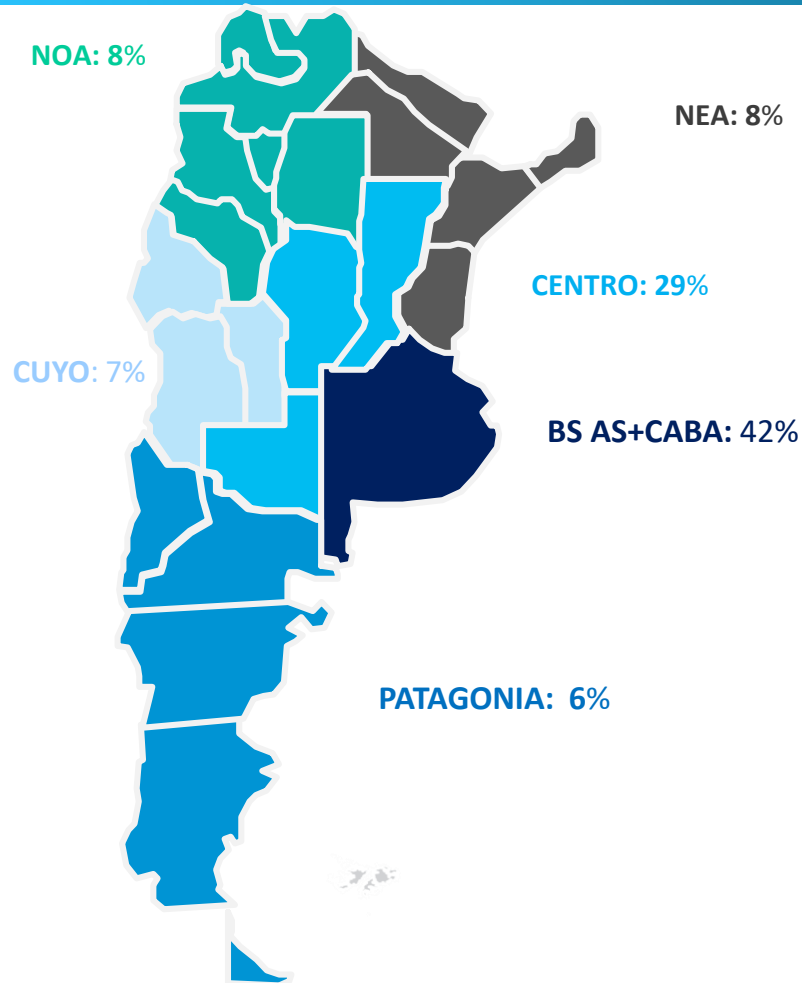 NOA: 8%
NEA: 8%
CENTRO: 29%
CUYO: 7%
BS AS+CABA: 42%
PATAGONIA: 6%